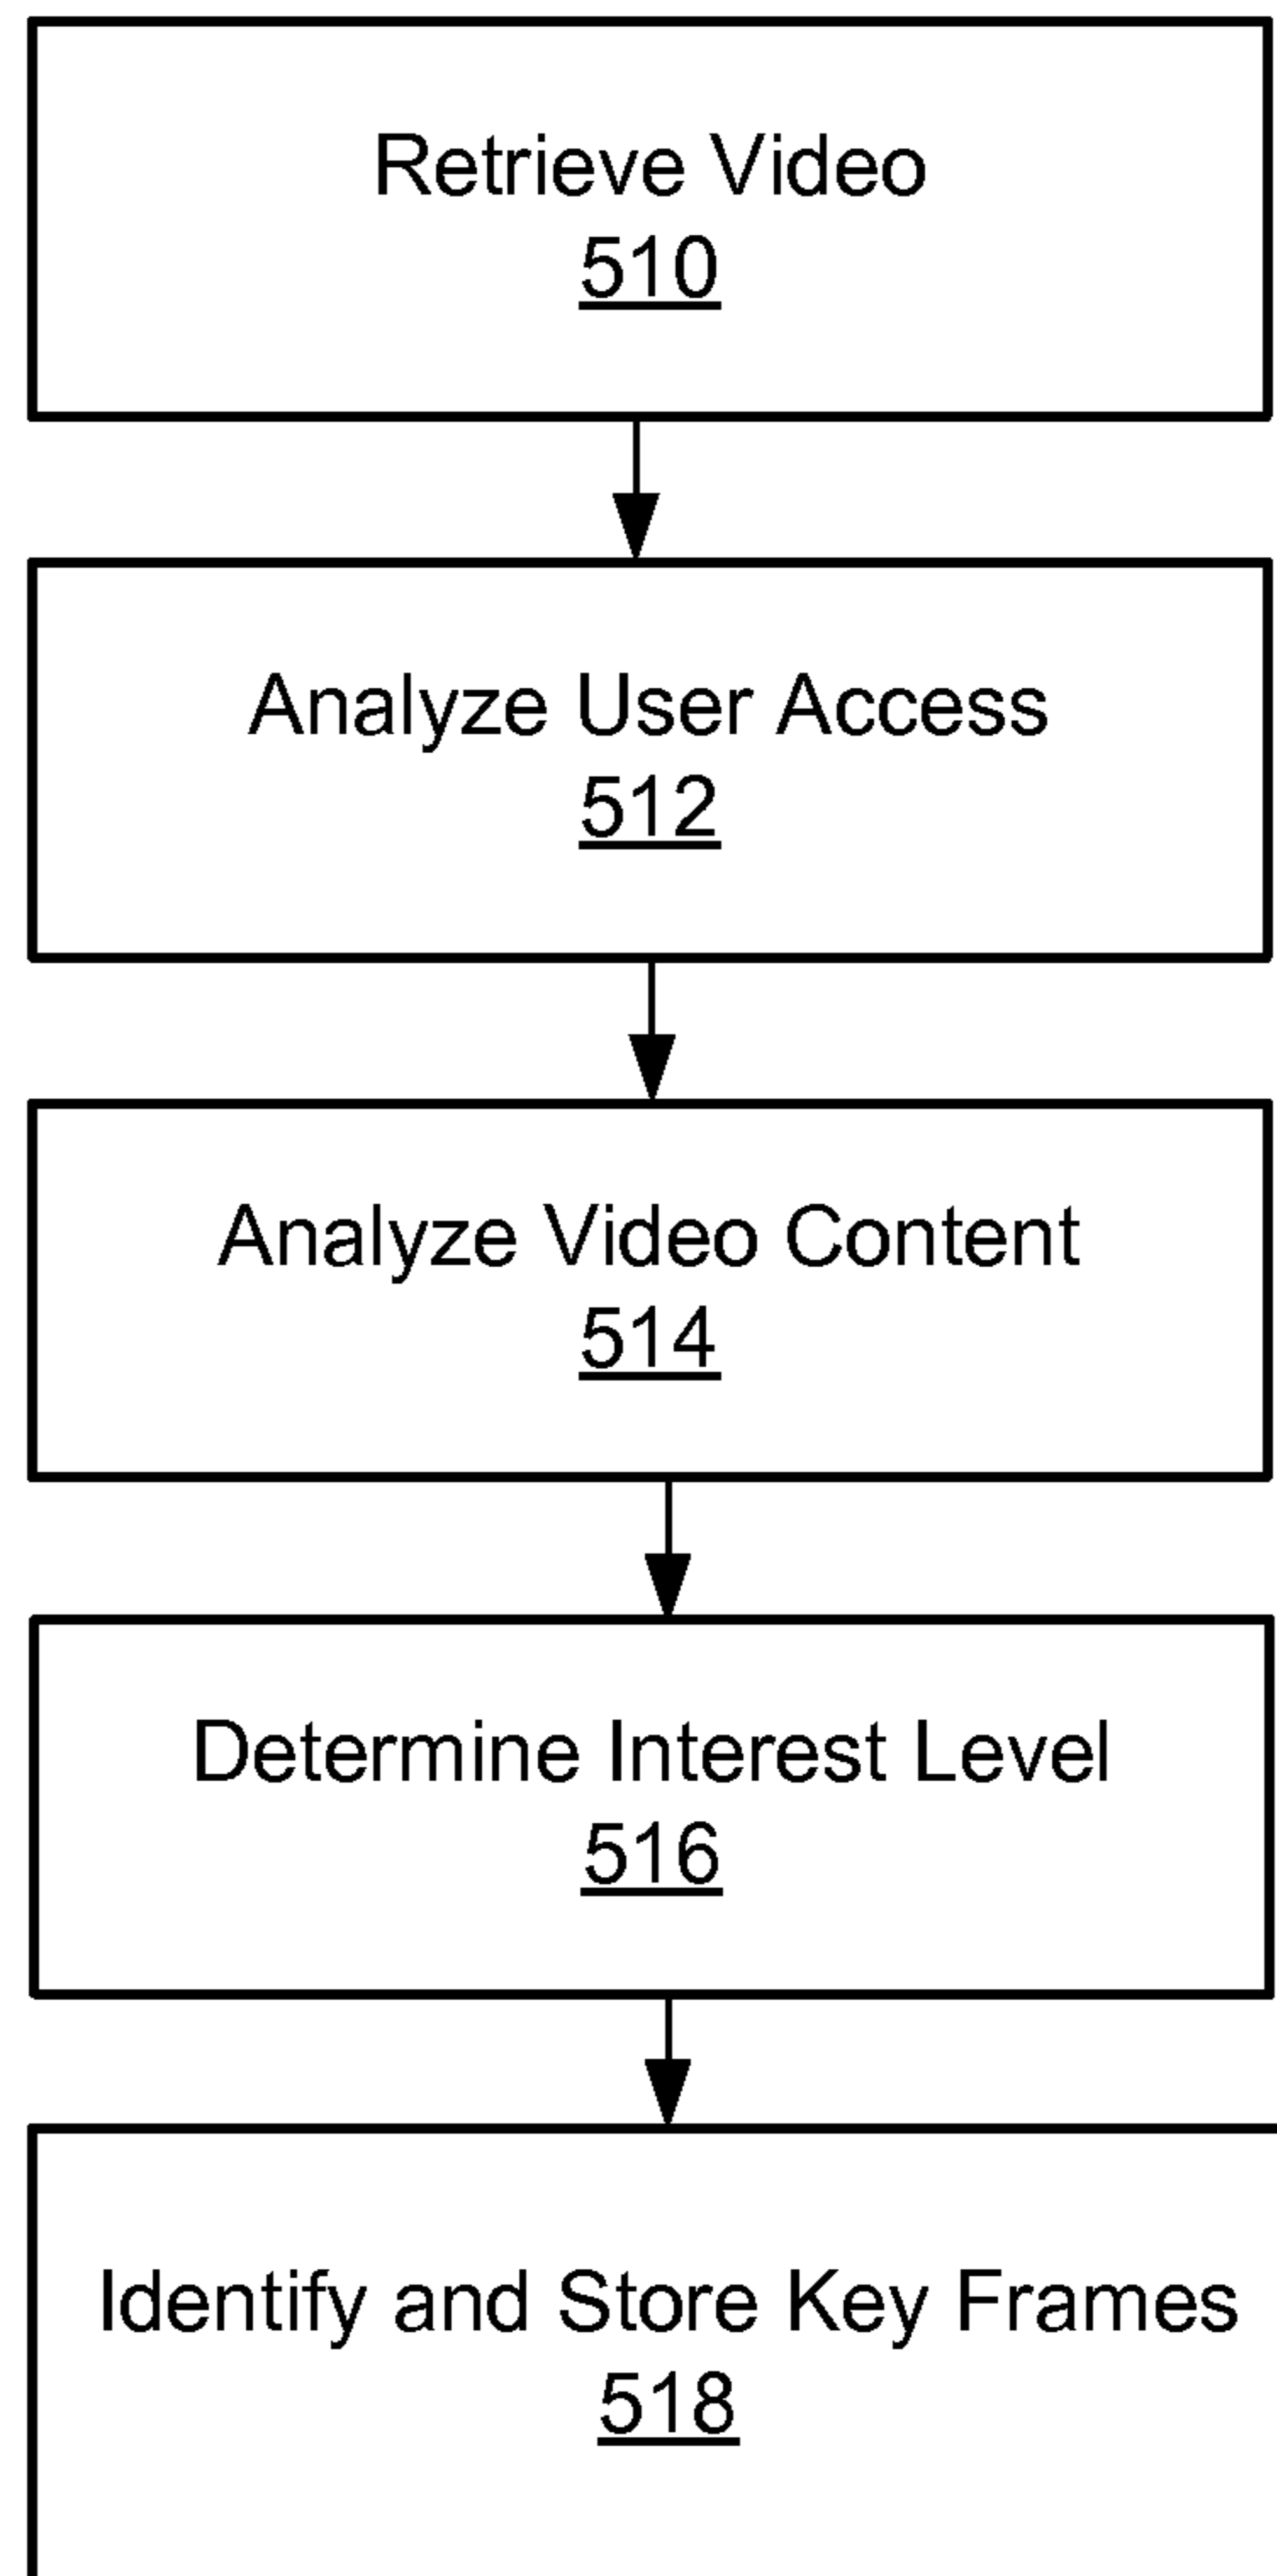 Retrieve Video
510
Analyze User Access
512
Analyze Video Content
514
Determine Interest Level
516
Identify and Store Key Frames
518